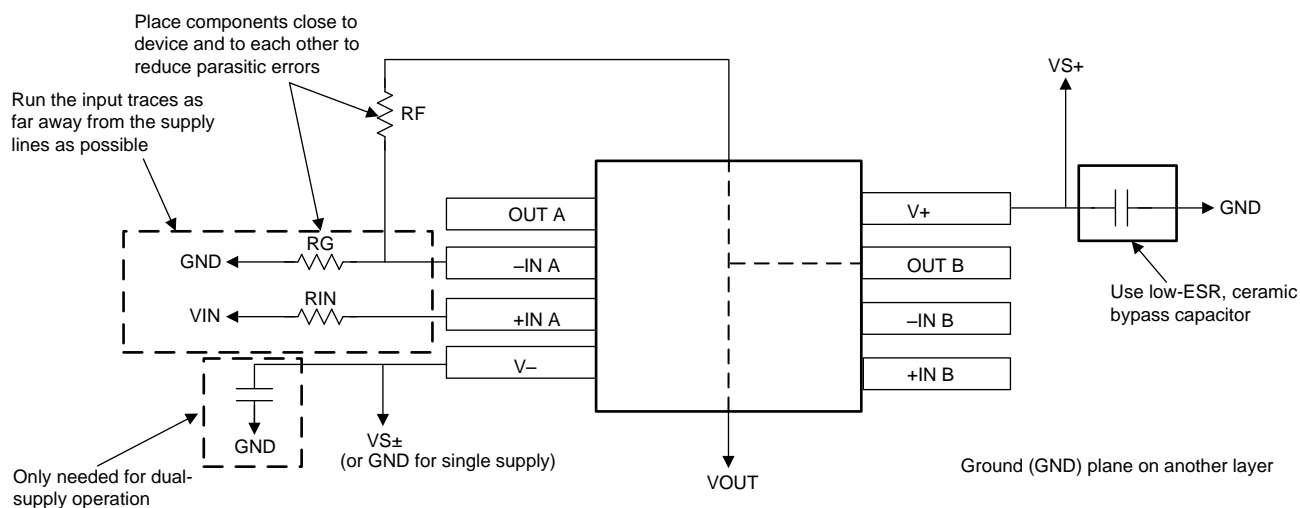 Place components close to
device and to each other to
reduce parasitic errors
VS+
Run the input traces as
far away from the supply
lines as possible
RF
OUT A
V+
GND
RG
GND
–IN A
OUT B
VIN
RIN
+IN A
–IN B
Use low-ESR, ceramic
bypass capacitor
V–
+IN B
GND
VS±
(or GND for single supply)
Only needed for dual-
supply operation
VOUT
Ground (GND) plane on another layer